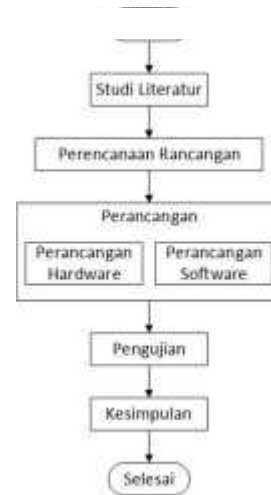 Studi Literatur
Perencanaan Rancangan
Perancangan
Perancangan Perancangan
Hardware Software
Pengujian
Kesimpulan
Selesai